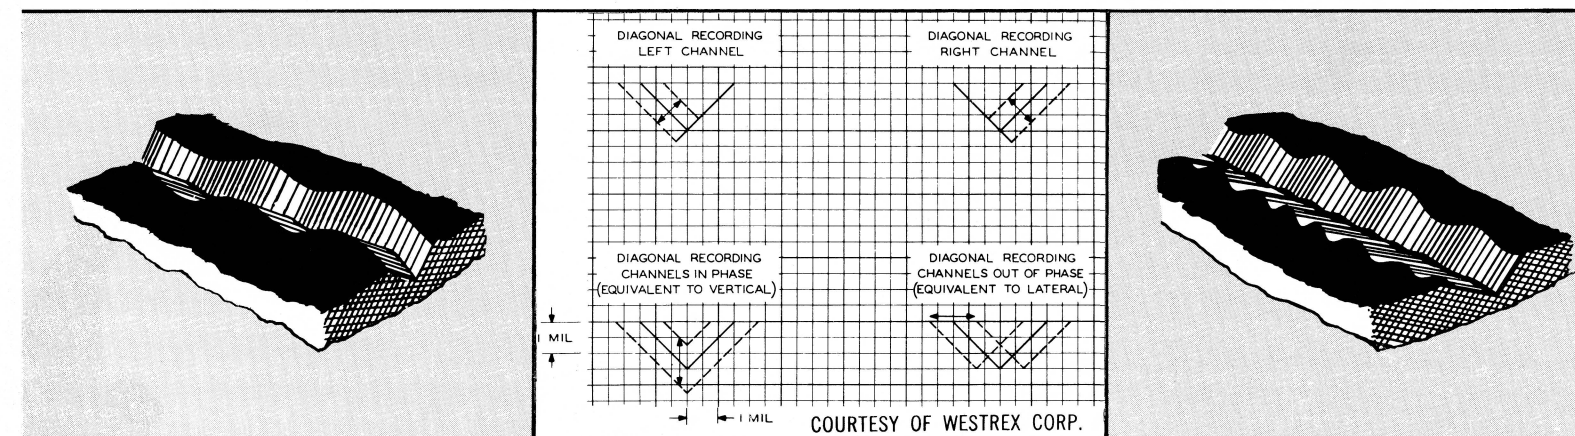 DIAGONAL RECORDING
LEFT CHANNEL
DIAGONAL RECORDING
RIGHT CHANNEL
DIAGONAL RECORDING
CHANNELS IN PHASE
(EQUIVALENT TO VERTICAL)
DIAGONAL RECORDING
CHANNELS OUT OF PHASE
(EQUIVALENT TO LATERAL)
1 MIL
1 MIL
COURTESY OF WESTREX CORP.